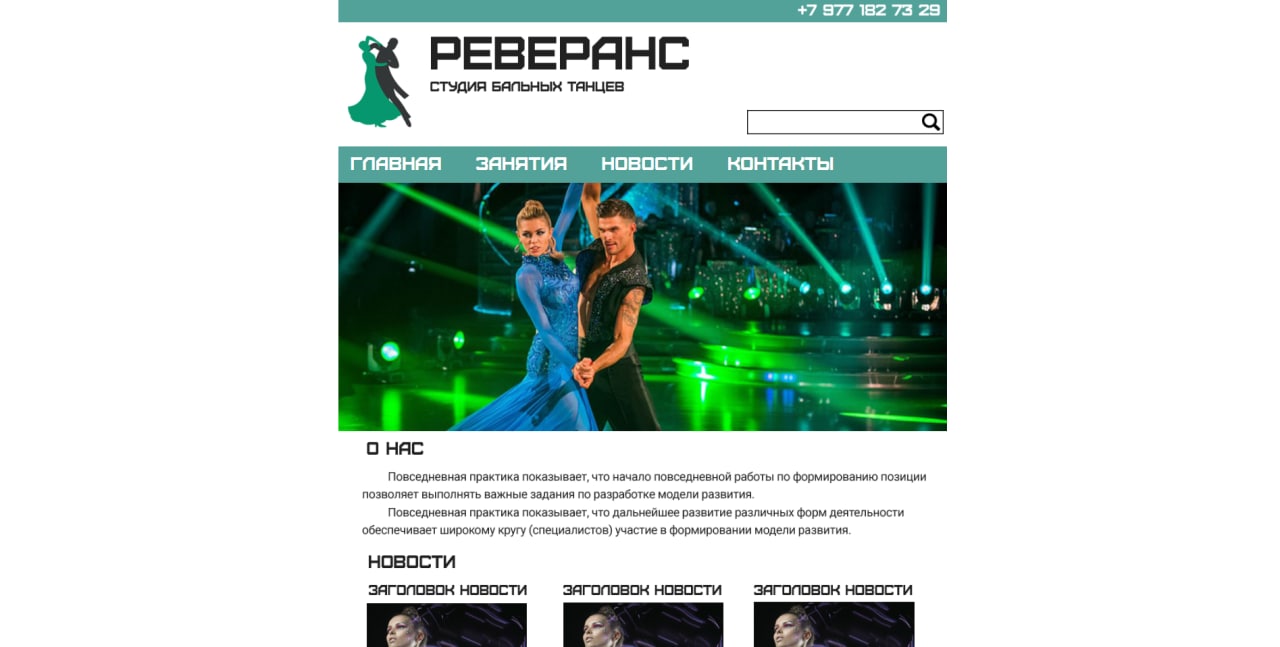 +7 977 182 73 29
РЕВЕРАНС
СТУДИЯ БАЛЬНЫХ ТАНЦЕВ
ГЛАВНАЯ ЗАНЯТИЯ НОВОСТИ КОНТАКТЫ
О НАС
Повседневная практика показывает, что начало повседневной работы по формированию позиции
позволяет выполнять важные задания по разработке модели развития.
Повседневная практика показывает, что дальнейшее развитие различных форм деятельности
обеспечивает широкому кругу (специалистов) участие в формировании модели развития.
НОВОСТИ
ЗАГОЛОВОК НОВОСТИ ЗАГОЛОВОК НОВОСТИ ЗАГОЛОВОК НОВОСТИ